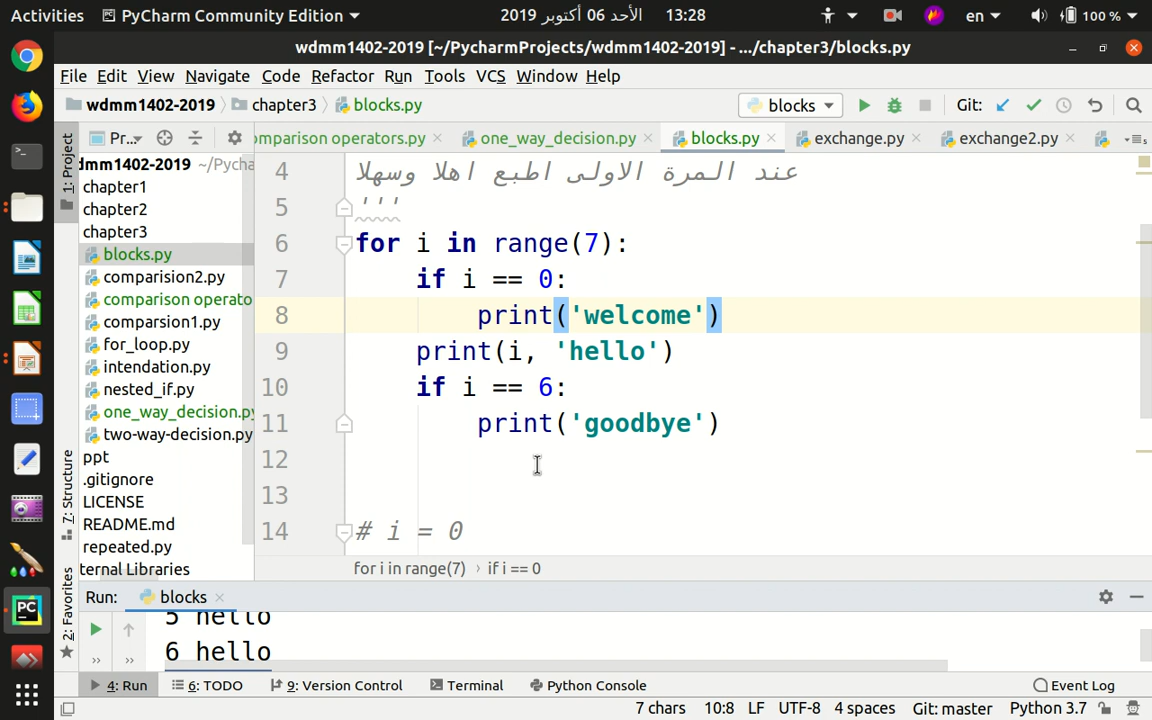 Activities PyCharm Community Edition ▾ الأحد 06 أكتوبر 2019 13:28 en ▾ 100 % ▾
wdmm1402-2019 [~/PycharmProjects/wdmm1402-2019] - .../chapter3/blocks.py
File Edit View Navigate Code Refactor Run Tools VCS Window Help
wdmm1402-2019 chapter3 blocks.py blocks Git:
1: Project
Pr... omparison operators.py one_way_decision.py blocks.py exchange.py exchange2.py
dmm1402-2019 ~/Pycha
chapter1
chapter2
chapter3
blocks.py
comparision2.py
comparison operato
comparsion1.py
for_loop.py
intendation.py
nested_if.py
one_way_decision.py
two-way-decision.py
ppt
.gitignore
LICENSE
README.md
repeated.py
ternal Libraries
4 عند المرة الاولى اطبع اهلا وسهلا
5 '''
6 for i in range(7):
7 if i == 0:
8 print('welcome')
9 print(i, 'hello')
10 if i == 6:
11 print('goodbye')
12
13
14 # i = 0
for i in range(7) › if i == 0
7: Structure
2: Favorites
Run: blocks
5 hello
6 hello
4: Run 6: TODO 9: Version Control Terminal Python Console Event Log
7 chars 10:8 LF UTF-8 4 spaces Git: master Python 3.7